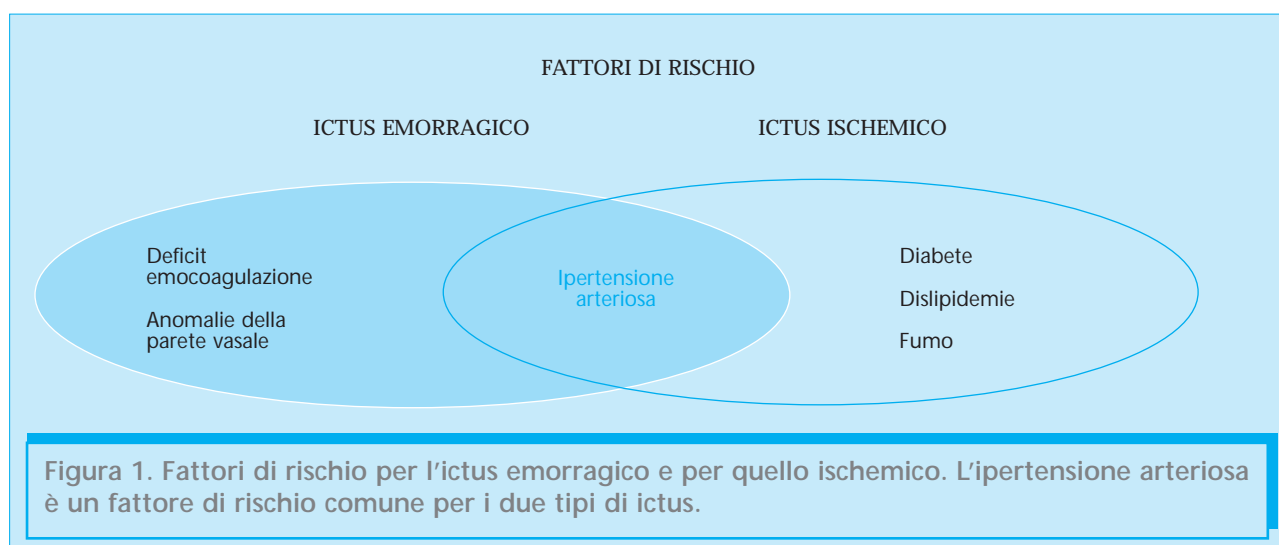 FATTORI DI RISCHIO
ICTUS EMORRAGICO
ICTUS ISCHEMICO
Deficit
emocoagulazione
Anomalie della
parete vasale
Ipertensione
arteriosa
Diabete
Dislipidemie
Fumo
Figura 1. Fattori di rischio per l'ictus emorragico e per quello ischemico. L'ipertensione arteriosa
è un fattore di rischio comune per i due tipi di ictus.